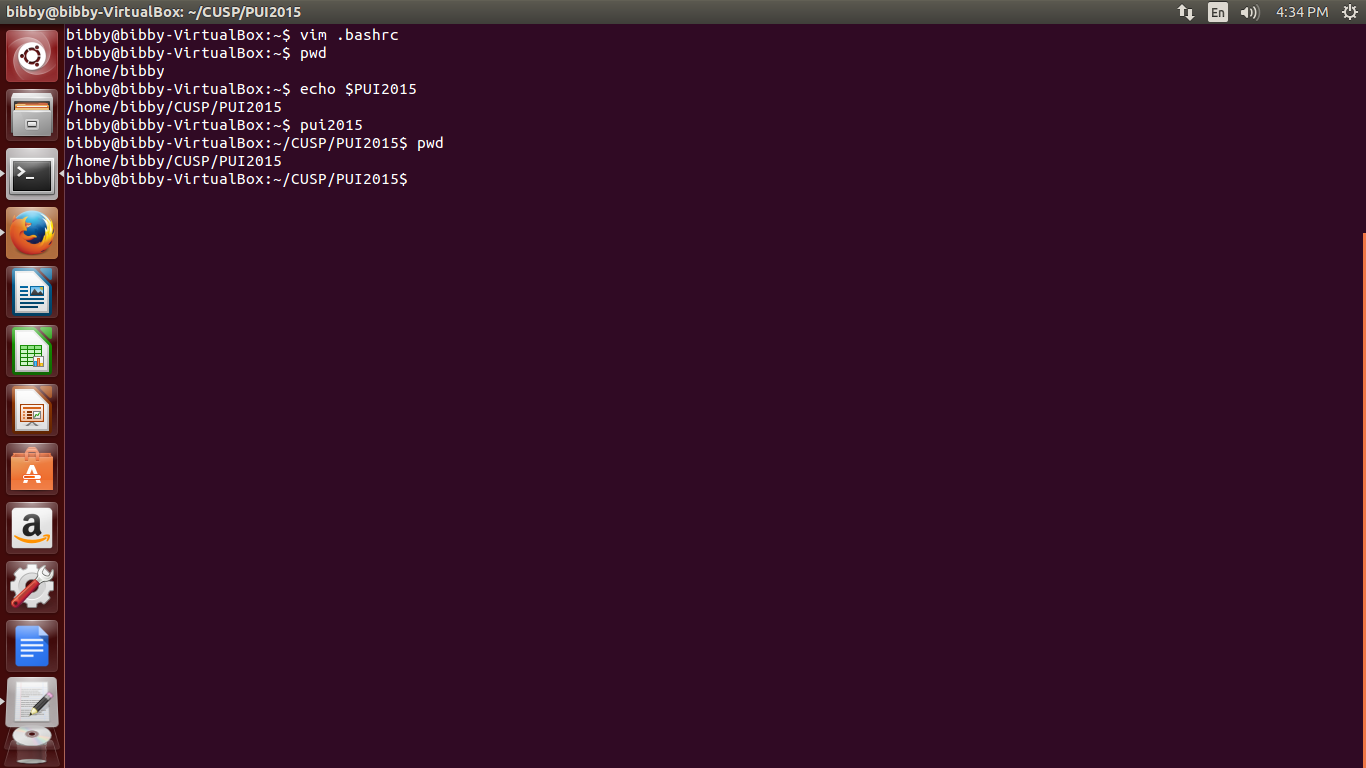 bibby@bibby-VirtualBox: ~/CUSP/PUI2015
En
4:34 PM
bibby@bibby-VirtualBox:~$ vim .bashrc
bibby@bibby-VirtualBox:~$ pwd
/home/bibby
bibby@bibby-VirtualBox:~$ echo $PUI2015
/home/bibby/CUSP/PUI2015
bibby@bibby-VirtualBox:~$ pui2015
bibby@bibby-VirtualBox:~/CUSP/PUI2015$ pwd
/home/bibby/CUSP/PUI2015
bibby@bibby-VirtualBox:~/CUSP/PUI2015$